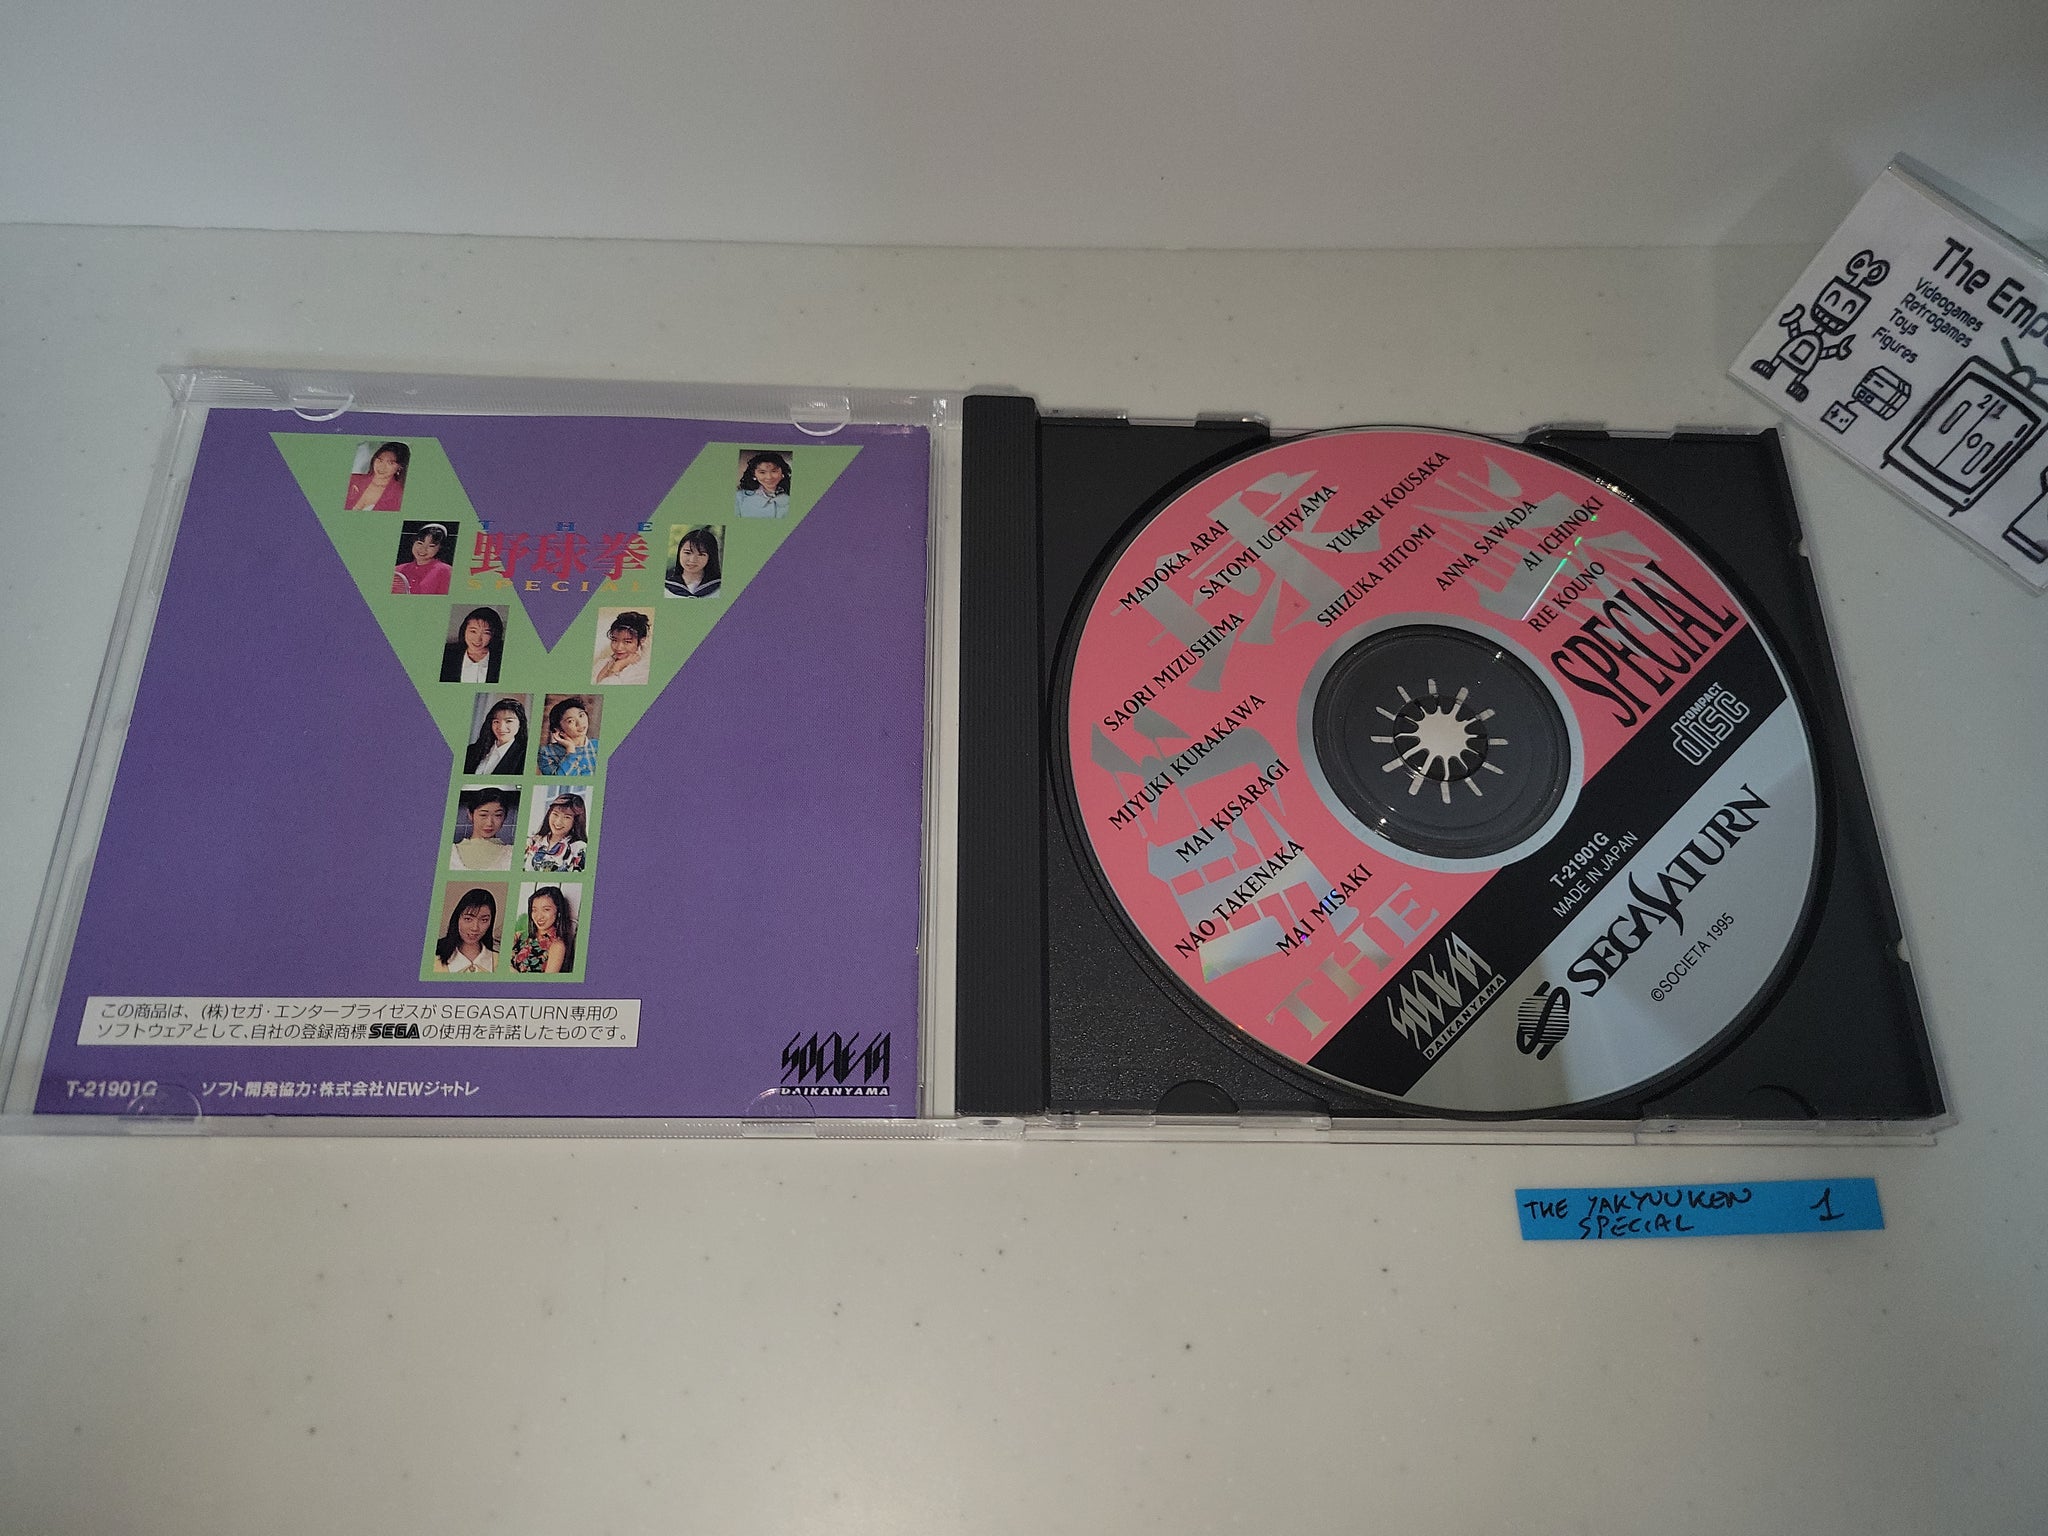 THE
野球拳
SPECIAL
この商品は、(株)セガ・エンタープライゼスがSEGASATURN専用の
ソフトウェアとして、自社の登録商標SEGAの使用を許諾したものです。
T-21901G ソフト開発協力:株式会社NEWジャトレ
SOCIETA
DAIKANYAMA
THE
野球拳
SPECIAL
MADOKA ARAI
SATOMI UCHIYAMA
YUKARI KOUSAKA
SAORI MIZUSHIMA
SHIZUKA HITOMI
ANNA SAWADA
AI ICHINOKI
MIYUKI KURAKAWA
RIE KOUNO
MAI KISARAGI
NAO TAKENAKA
MAI MISAKI
COMPACT
disc
T-21901G
MADE IN JAPAN
SOCIETA
DAIKANYAMA
SEGASATURN
©SOCIETA 1995
The Emp
Videogames
Retrogames
Toys
Figures
THE YAKYUUKEN 1
SPECIAL